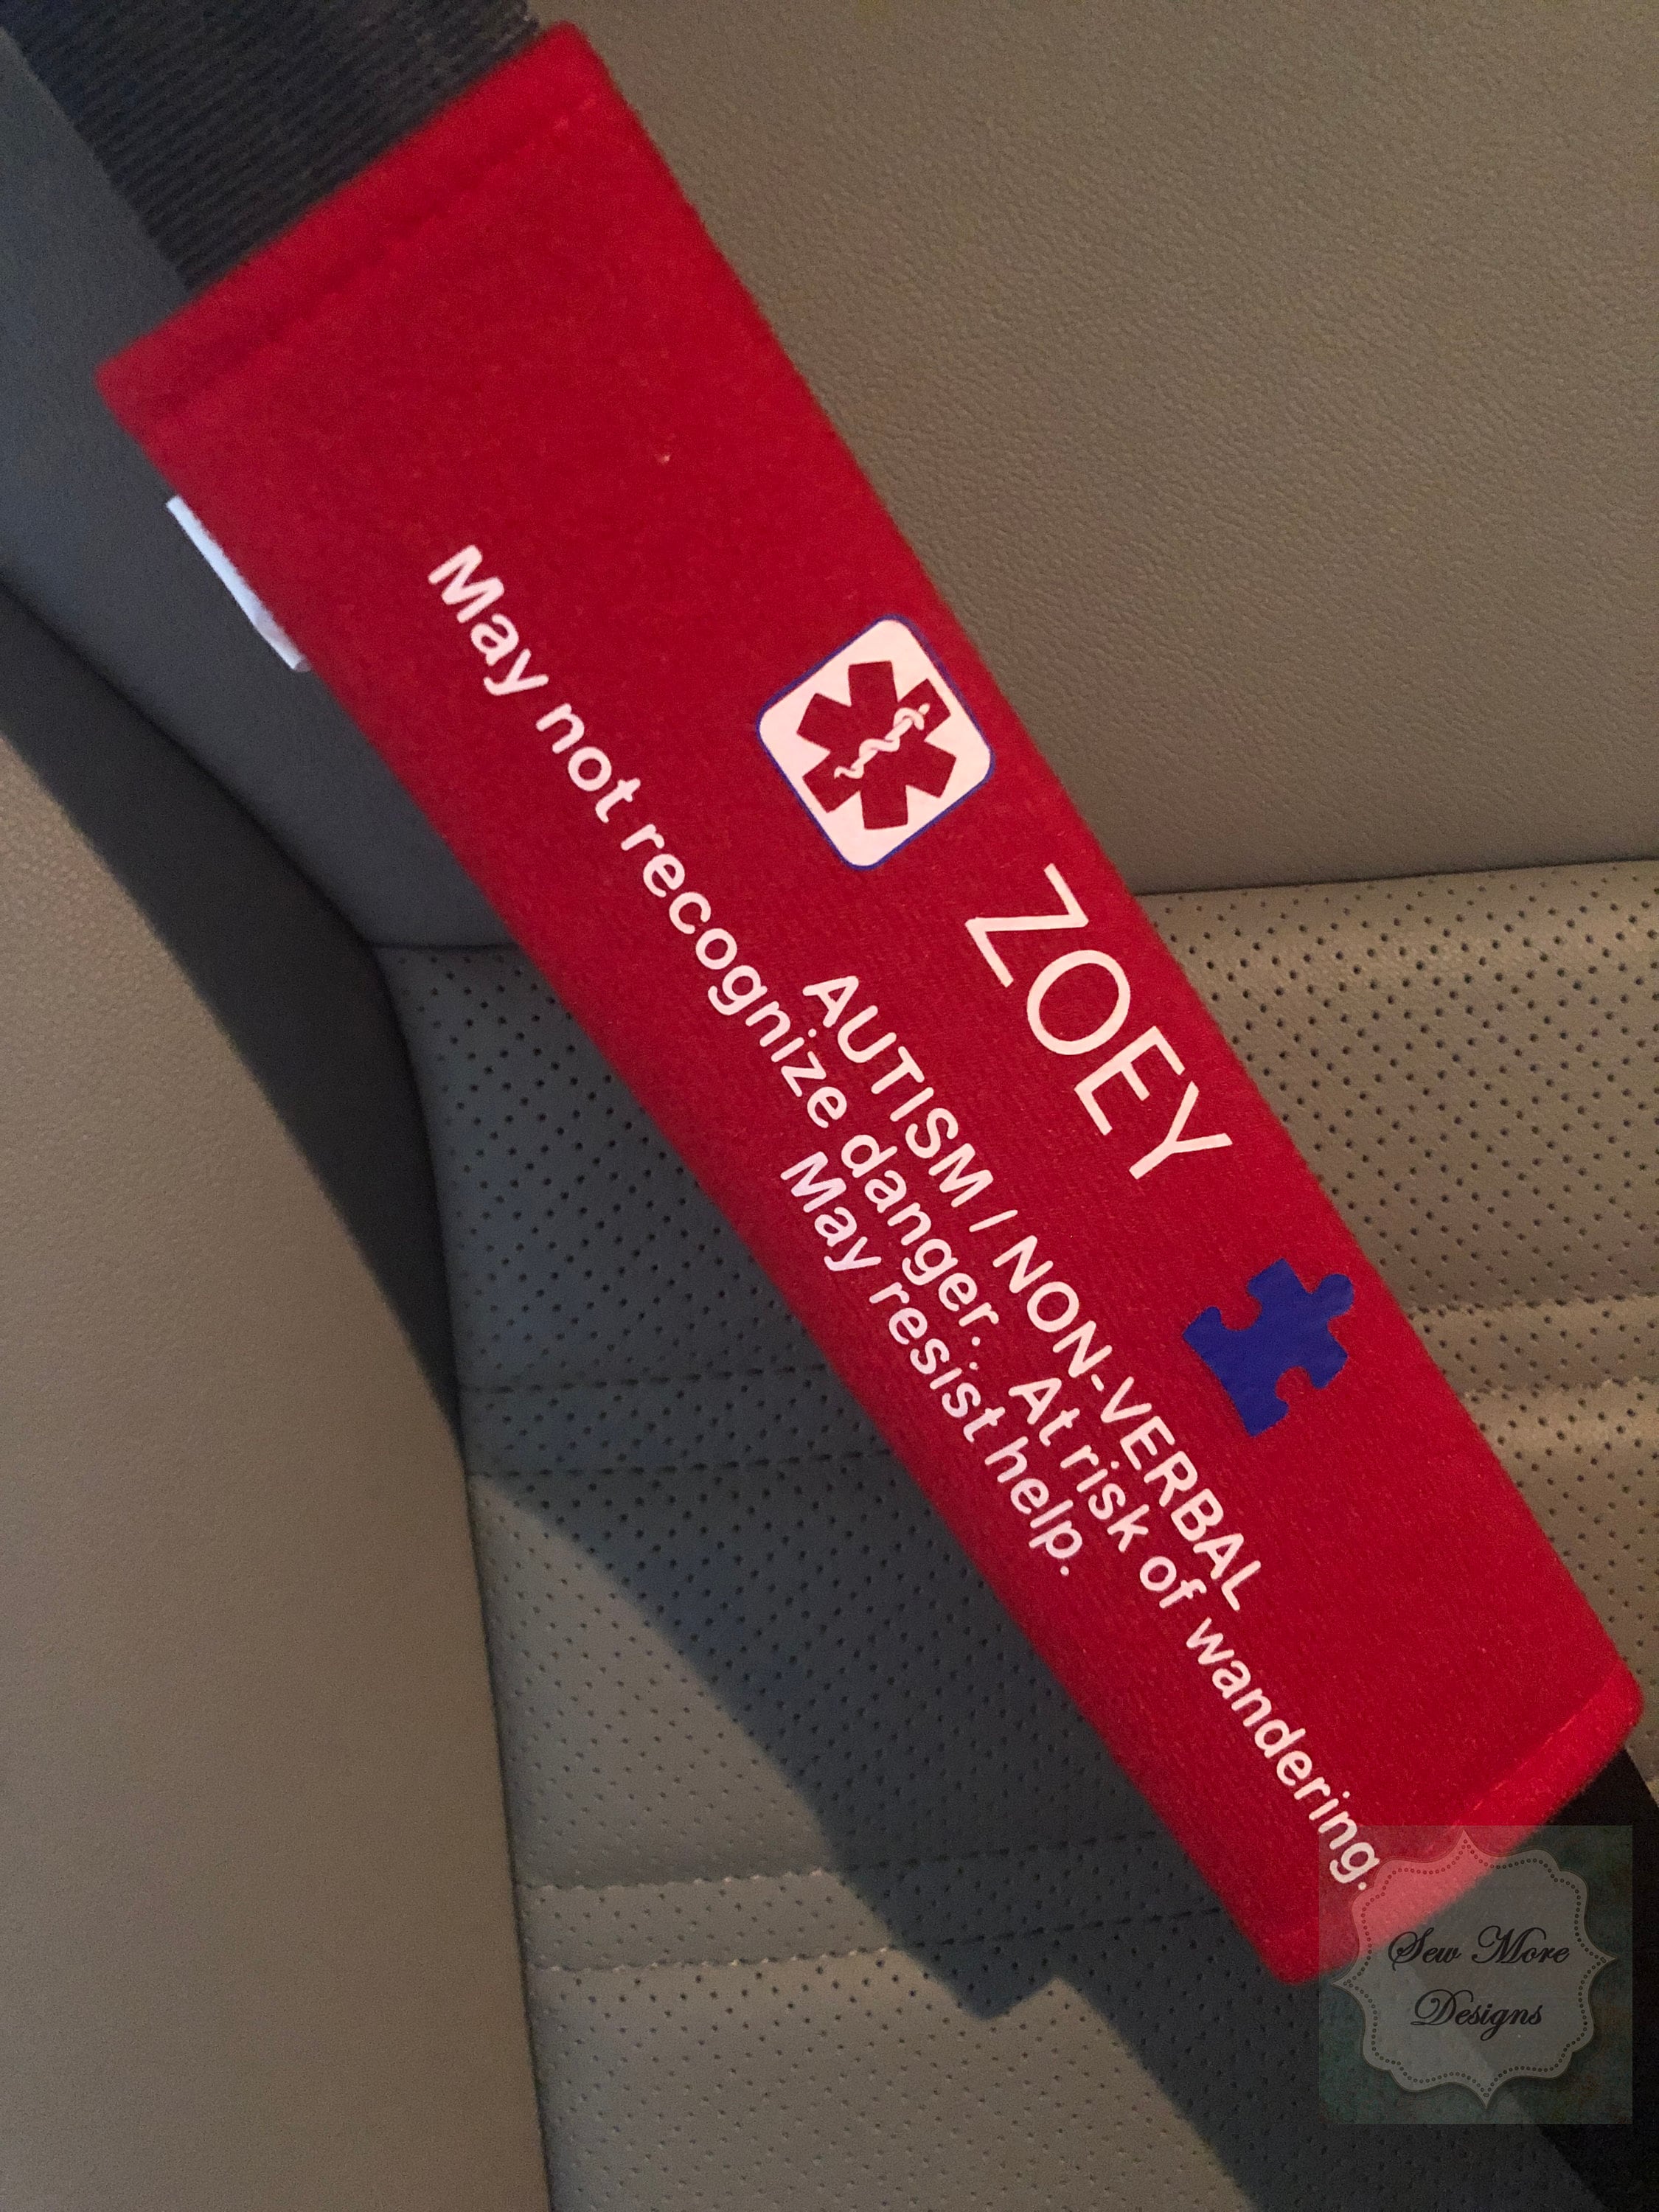 ZOEY
AUTISM / NON-VERBAL
May not recognize danger. At risk of wandering.
May resist help.
Sew More
Designs